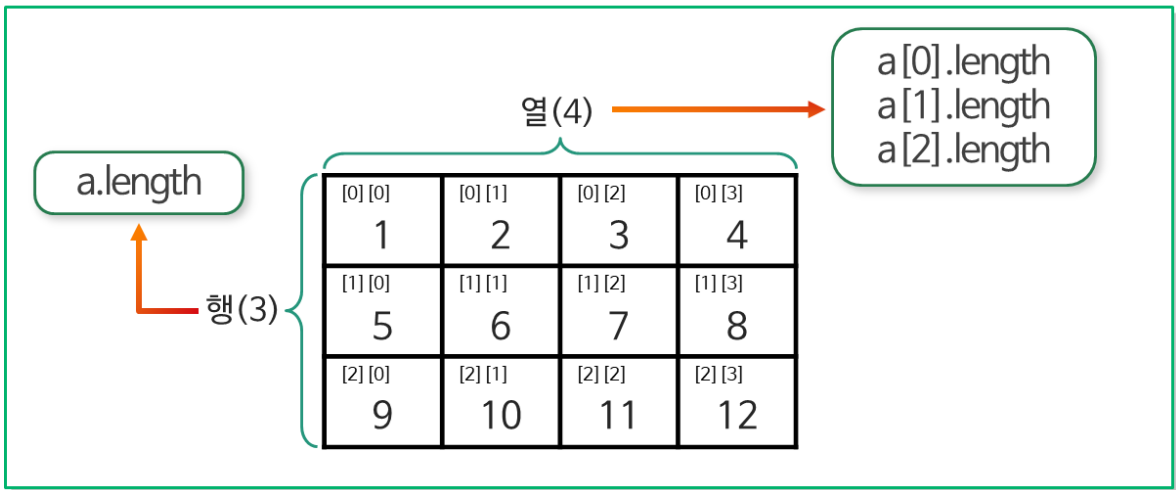 a[0].length
a[1].length
a[2].length
열(4)
a.length
행(3)
[0][0] [0][1] [0][2] [0][3]
1 2 3 4
[1][0] [1][1] [1][2] [1][3]
5 6 7 8
[2][0] [2][1] [2][2] [2][3]
9 10 11 12